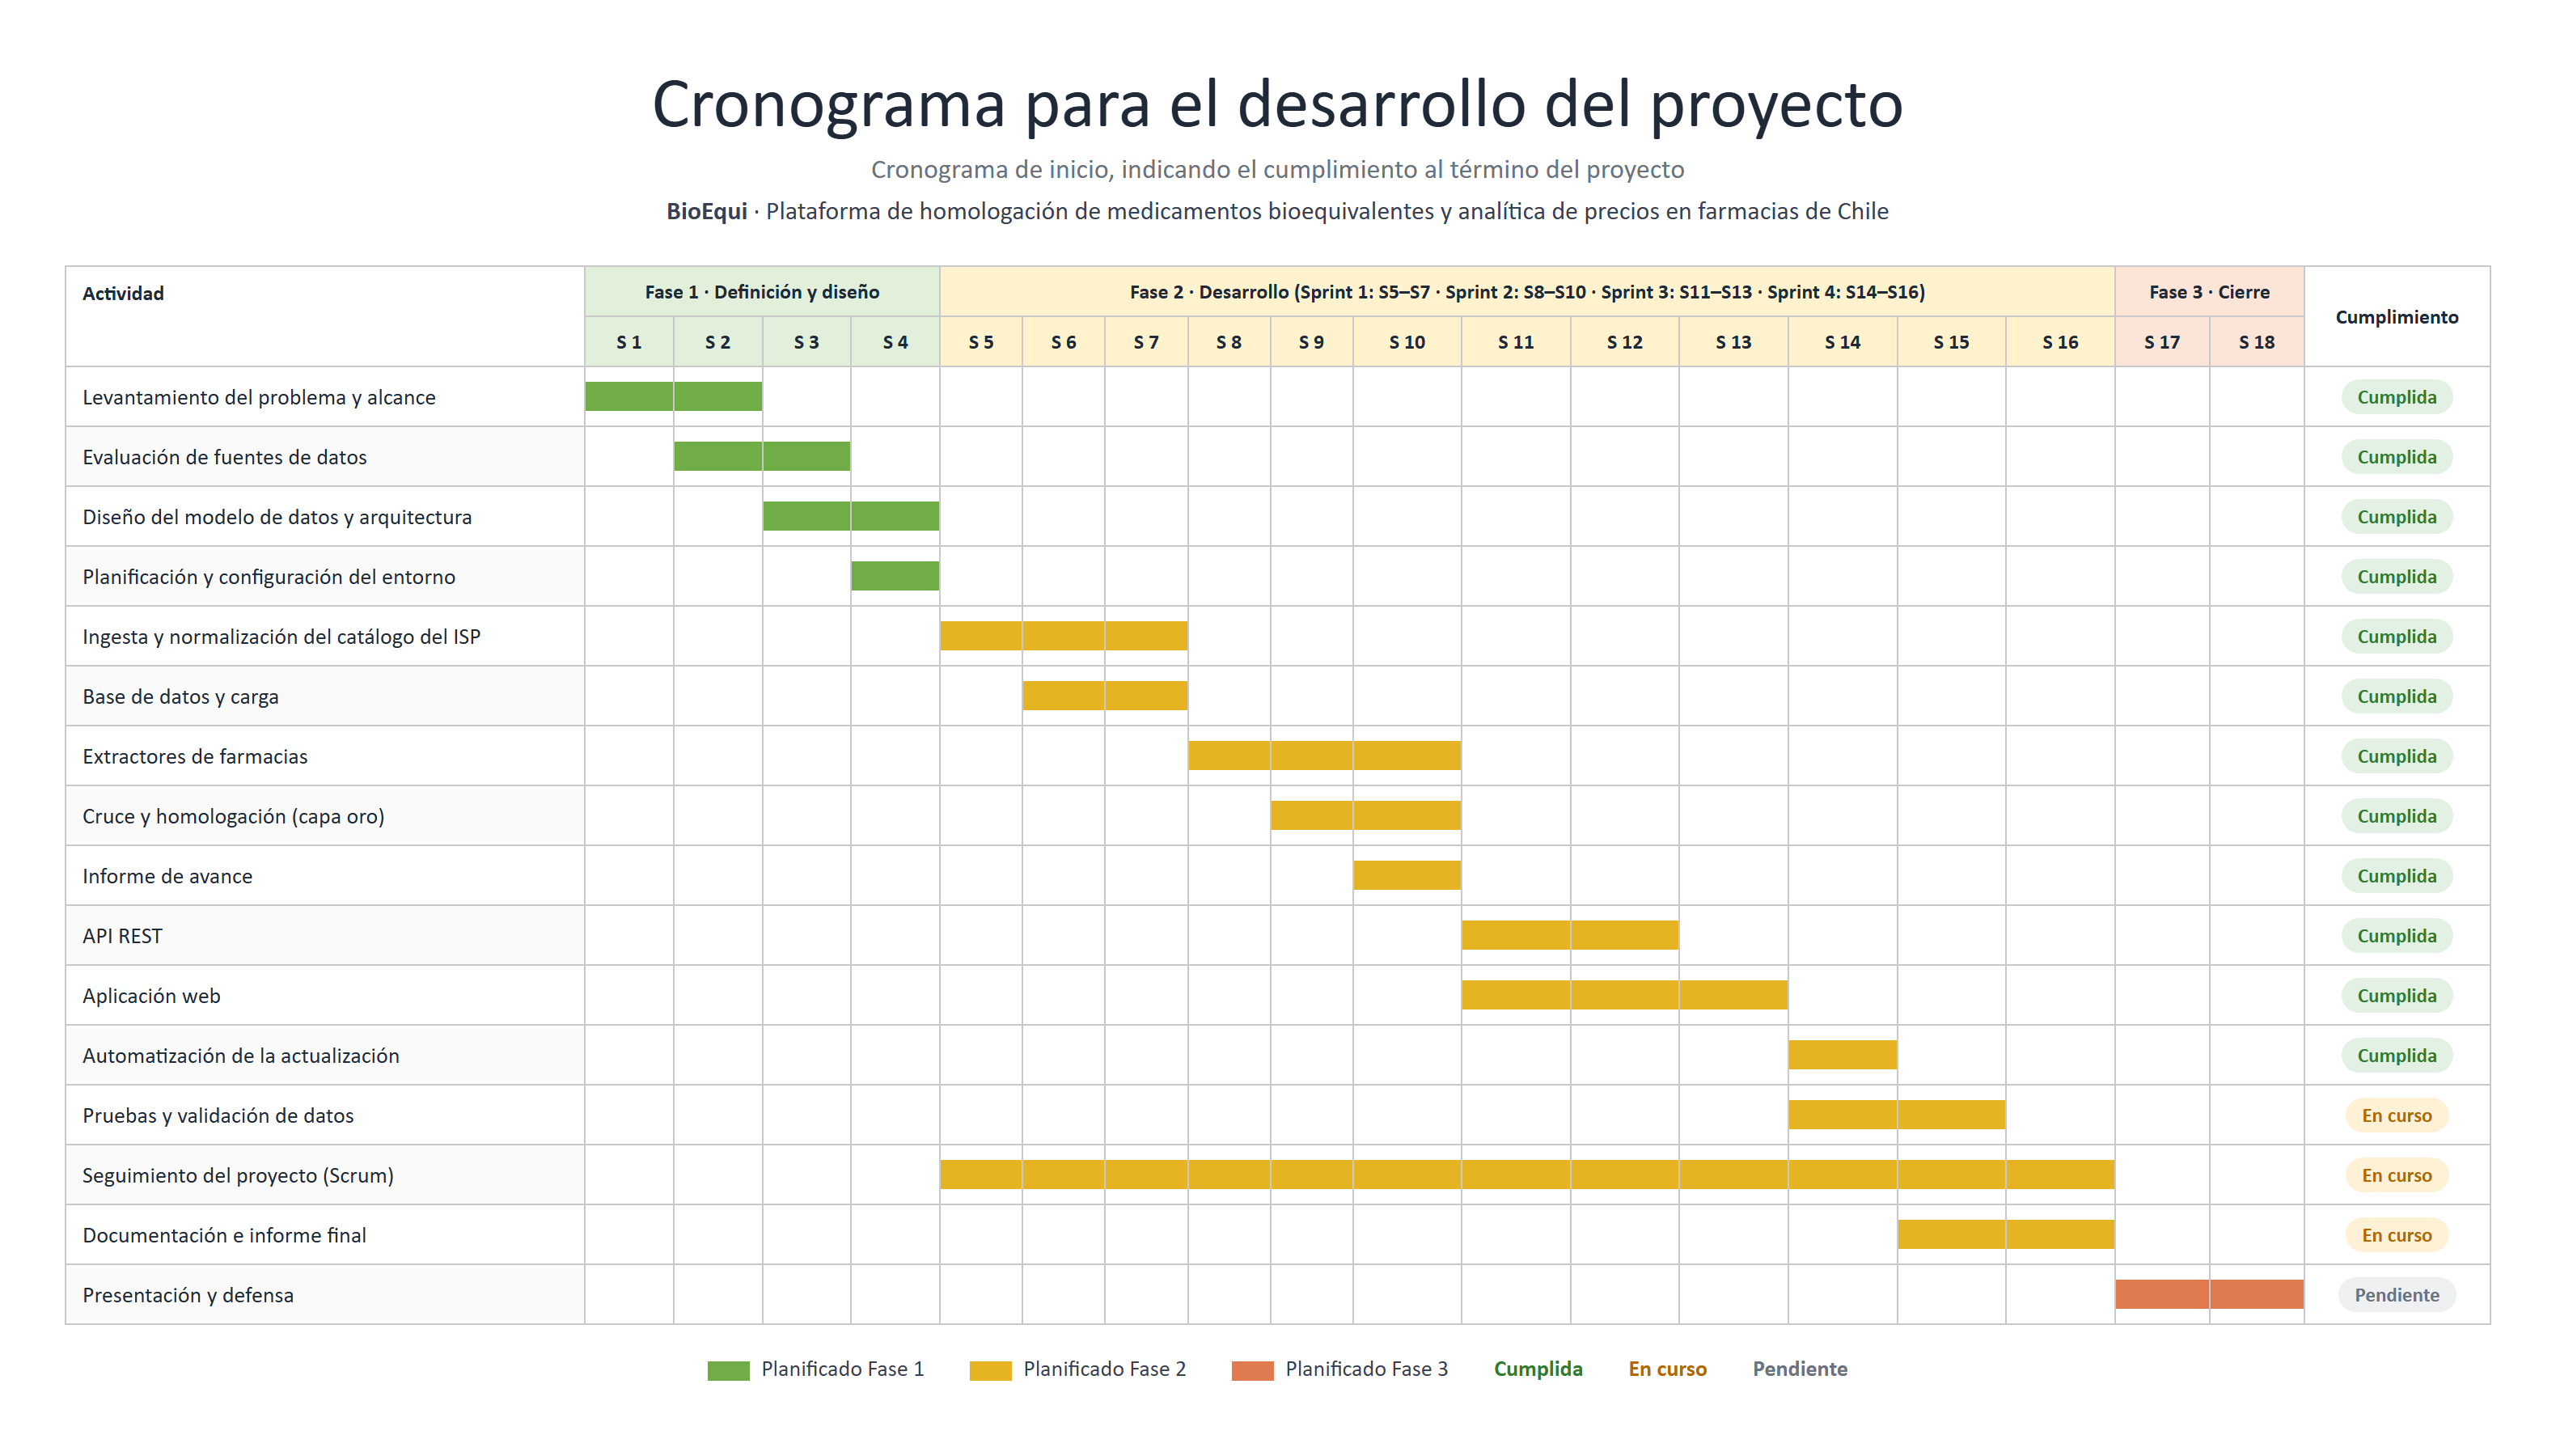 Cronograma para el desarrollo del proyecto
Cronograma de inicio, indicando el cumplimiento al término del proyecto
BioEqui · Plataforma de homologación de medicamentos bioequivalentes y analítica de precios en farmacias de Chile
Actividad
Fase 1 · Definición y diseño
Fase 2 · Desarrollo (Sprint 1: S5–S7 · Sprint 2: S8–S10 · Sprint 3: S11–S13 · Sprint 4: S14–S16)
Fase 3 · Cierre
Cumplimiento
S 1 S 2 S 3 S 4 S 5 S 6 S 7 S 8 S 9 S 10 S 11 S 12 S 13 S 14 S 15 S 16 S 17 S 18
Levantamiento del problema y alcance Cumplida
Evaluación de fuentes de datos Cumplida
Diseño del modelo de datos y arquitectura Cumplida
Planificación y configuración del entorno Cumplida
Ingesta y normalización del catálogo del ISP Cumplida
Base de datos y carga Cumplida
Extractores de farmacias Cumplida
Cruce y homologación (capa oro) Cumplida
Informe de avance Cumplida
API REST Cumplida
Aplicación web Cumplida
Automatización de la actualización Cumplida
Pruebas y validación de datos En curso
Seguimiento del proyecto (Scrum) En curso
Documentación e informe final En curso
Presentación y defensa Pendiente
Planificado Fase 1 Planificado Fase 2 Planificado Fase 3 Cumplida En curso Pendiente